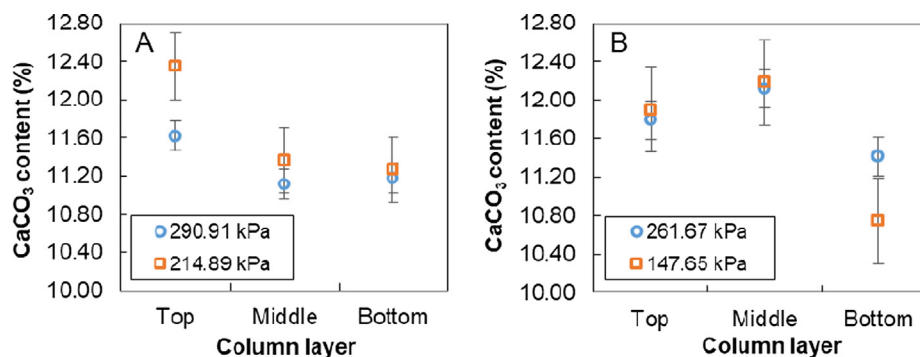 A
CaCO3 content (%)
12.80
12.40
12.00
11.60
11.20
10.80
10.40
10.00
290.91 kPa
214.89 kPa
Top Middle Bottom
Column layer
B
CaCO3 content (%)
12.80
12.40
12.00
11.60
11.20
10.80
10.40
10.00
261.67 kPa
147.65 kPa
Top Middle Bottom
Column layer